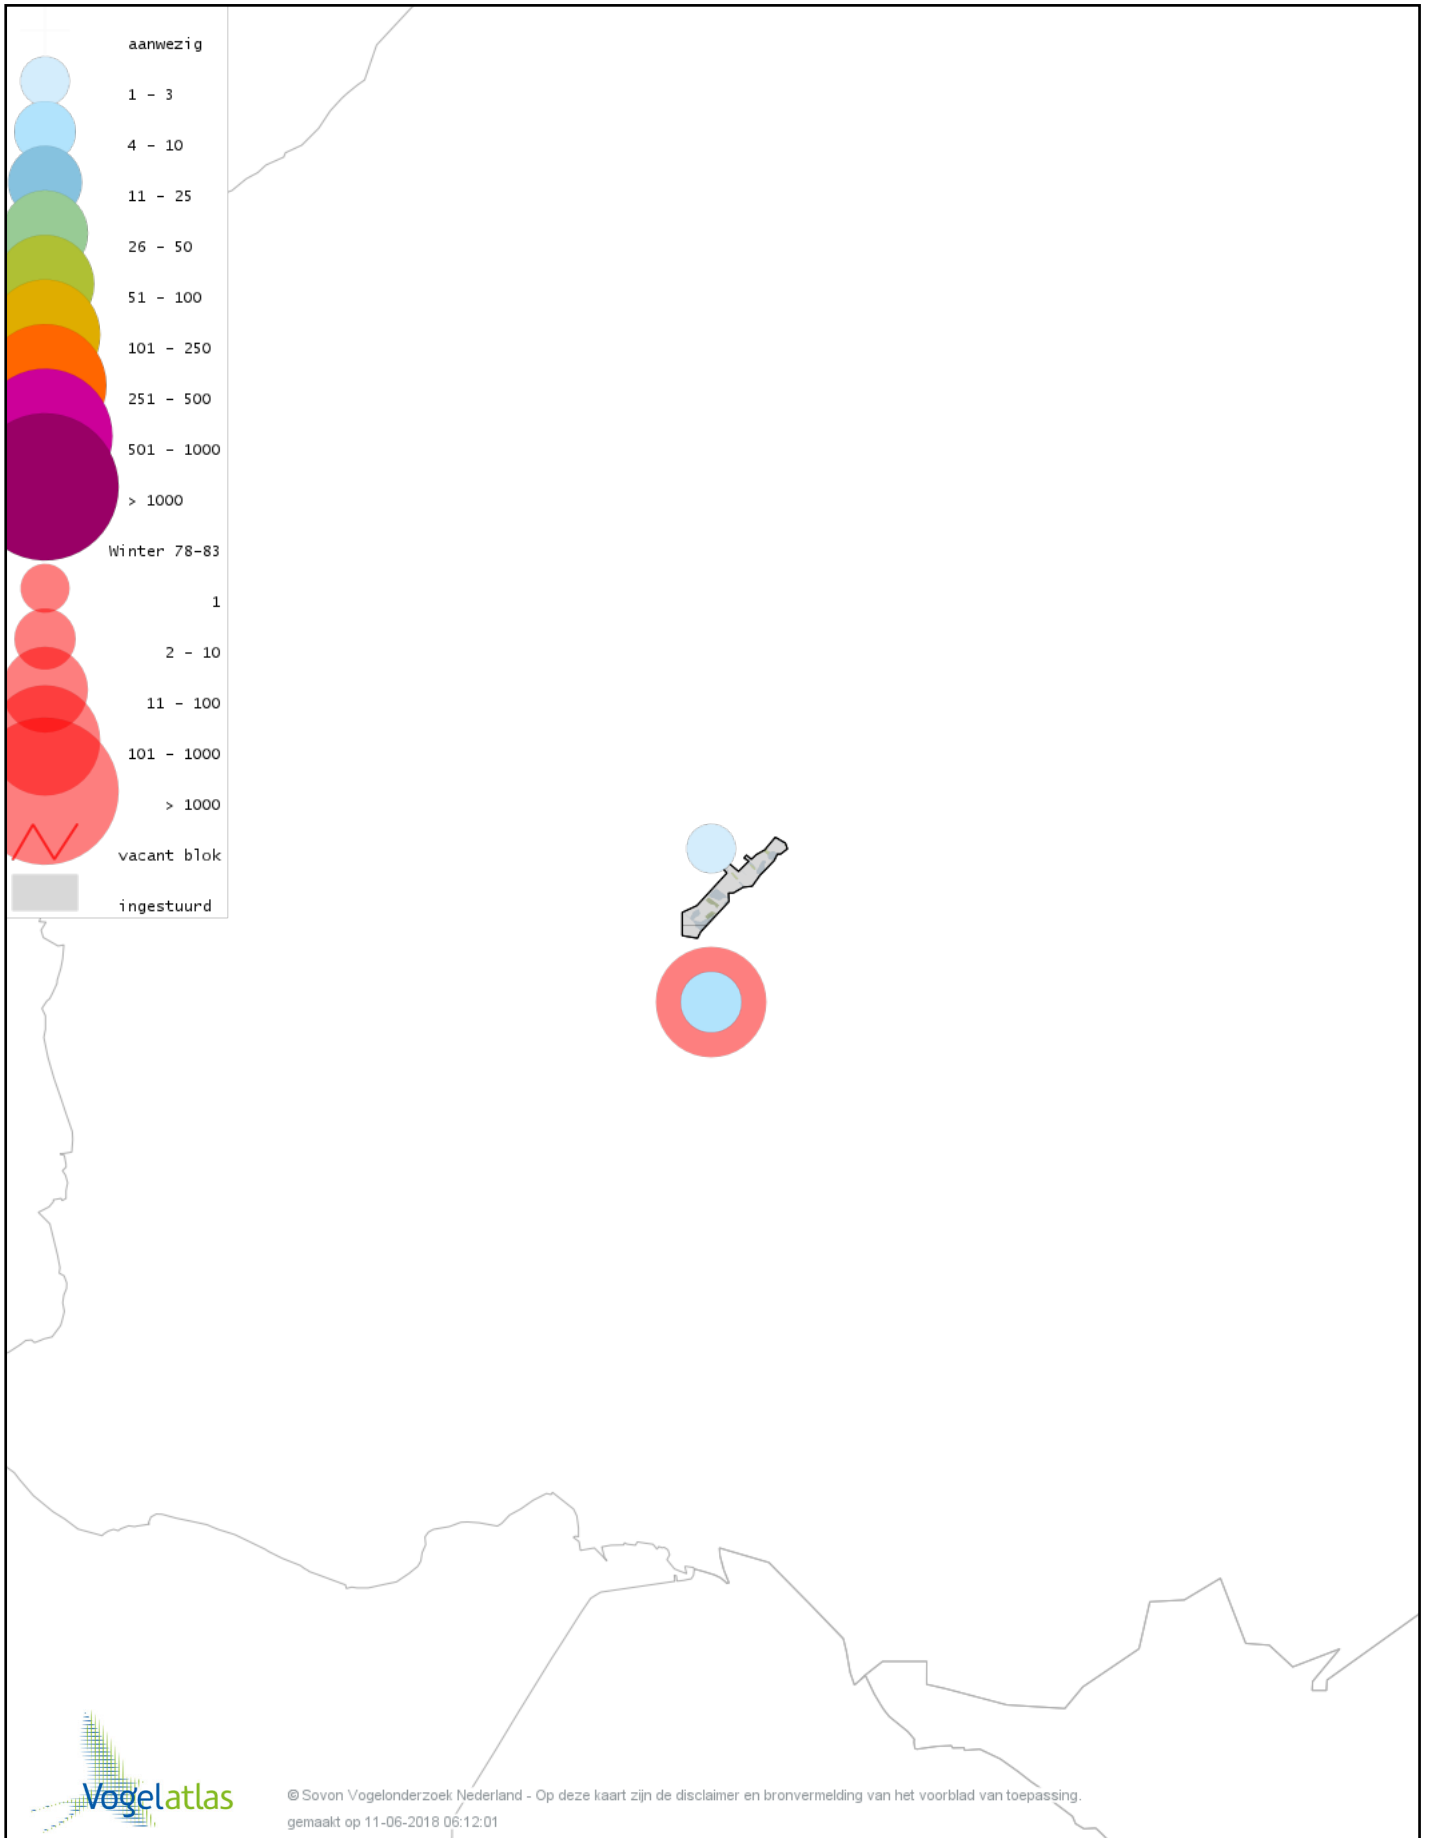 aanwezig
1 - 3
4 - 10
11 - 25
26 - 50
51 - 100
101 - 250
251 - 500
501 - 1000
> 1000
Winter 78-83
1
2 - 10
11 - 100
101 - 1000
> 1000
vacant blok
ingestuurd
Vogelatlas
© Sovon Vogelonderzoek Nederland - Op deze kaart zijn de disclaimer en bronvermelding van het voorblad van toepassing.
gemaakt op 11-06-2018 06:12:01